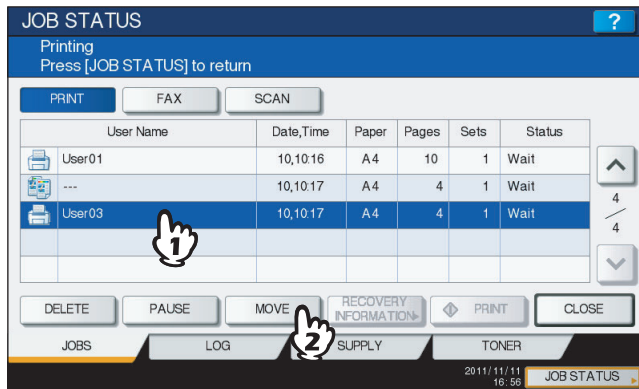 JOB STATUS
?
Printing
Press [JOB STATUS] to return
PRINT FAX SCAN
User Name Date,Time Paper Pages Sets Status
User01 10,10:16 A4 10 1 Wait
--- 10,10:17 A4 4 1 Wait
User03 10,10:17 A4 4 1 Wait
4
4
1
DELETE PAUSE MOVE RECOVERY INFORMATION PRINT CLOSE
2
JOBS LOG SUPPLY TONER
2011/11/11
16:56
JOB STATUS